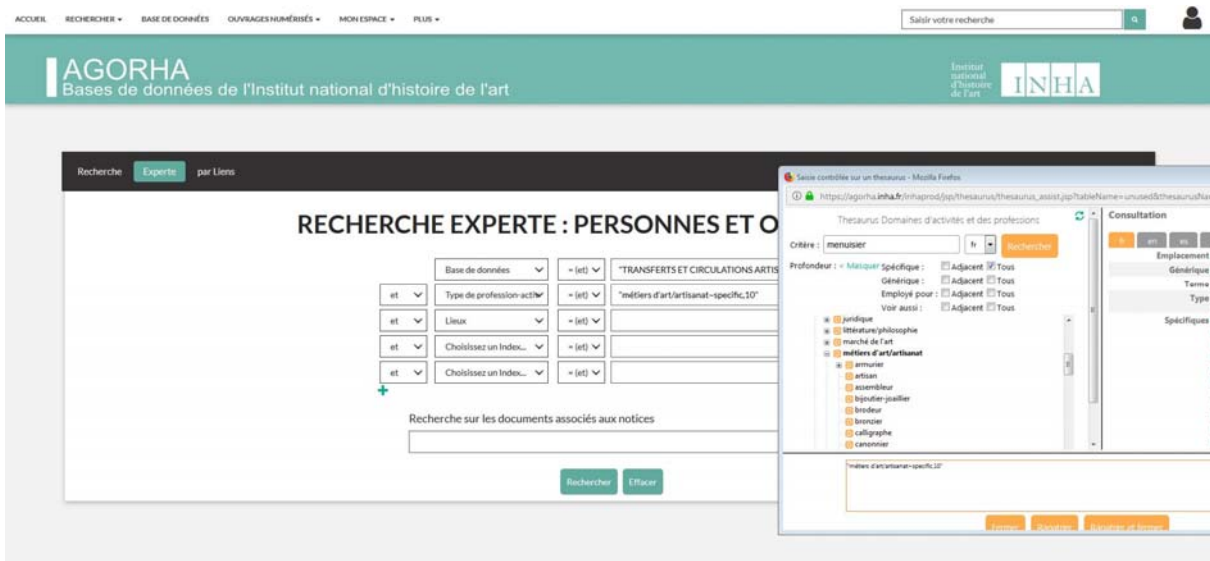 ACCUEIL RECHERCHER BASE DE DONNÉES OUVRAGES NUMÉRISÉS MON ESPACE PLUS Saisir votre recherche
AGORHA
Bases de données de l'Institut national d'histoire de l'art
Institut
national
d'histoire
de l'art
INHA
Recherche Experte par Liens
RECHERCHE EXPERTE : PERSONNES ET O
Base de données = (et) "TRANSFERTS ET CIRCULATIONS ARTIS
et Type de profession-activ = (et) "métiers d'art/artisanat~specific,10"
et Lieux = (et)
et Choisissez un Index... = (et)
et Choisissez un Index... = (et)
+
Recherche sur les documents associés aux notices
Rechercher Effacer
Saisie contrôlée sur un thesaurus - Mozilla Firefox
https://agorha.inha.fr/inhaprod/jsp/thesaurus/thesaurus_assist.jsp?tableName=unused&thesaurusNa
Thesaurus Domaines d'activités et des professions
Critère : menuisier fr Rechercher
Profondeur : < Masquer Spécifique : Adjacent Tous
Générique : Adjacent Tous
Employé pour : Adjacent Tous
Voir aussi : Adjacent Tous
juridique
littérature/philosophie
marché de l'art
métiers d'art/artisanat
armurier
artisan
assembleur
bijoutier-joaillier
brodeur
bronzier
calligraphe
canonnier
Consultation
fr en es
Emplacement
Générique
Terme
Type
Spécifiques
"métiers d'art/artisanat~specific,10"
Fermer Rapatrier Rapatrier et fermer